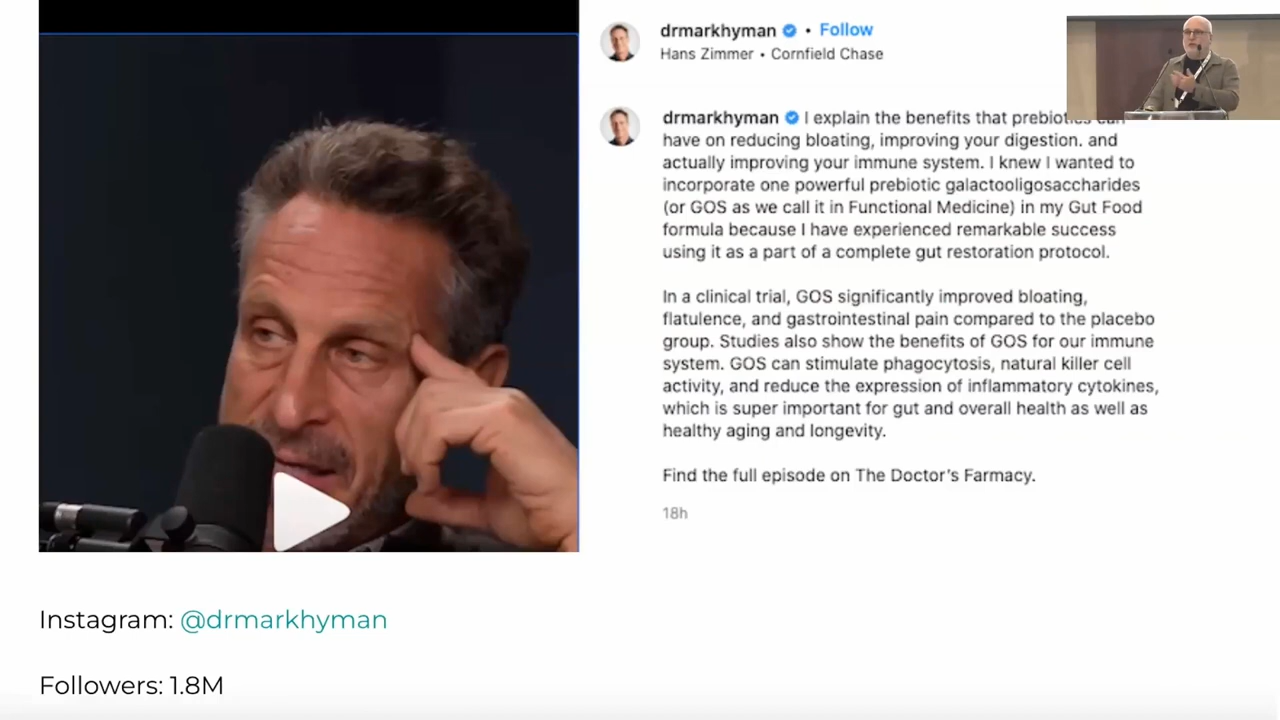 drmarkhyman • Follow
Hans Zimmer • Cornfield Chase
drmarkhyman I explain the benefits that prebiotics can
have on reducing bloating, improving your digestion. and
actually improving your immune system. I knew I wanted to
incorporate one powerful prebiotic galactooligosaccharides
(or GOS as we call it in Functional Medicine) in my Gut Food
formula because I have experienced remarkable success
using it as a part of a complete gut restoration protocol.
In a clinical trial, GOS significantly improved bloating,
flatulence, and gastrointestinal pain compared to the placebo
group. Studies also show the benefits of GOS for our immune
system. GOS can stimulate phagocytosis, natural killer cell
activity, and reduce the expression of inflammatory cytokines,
which is super important for gut and overall health as well as
healthy aging and longevity.
Find the full episode on The Doctor's Farmacy.
18h
Instagram: @drmarkhyman
Followers: 1.8M